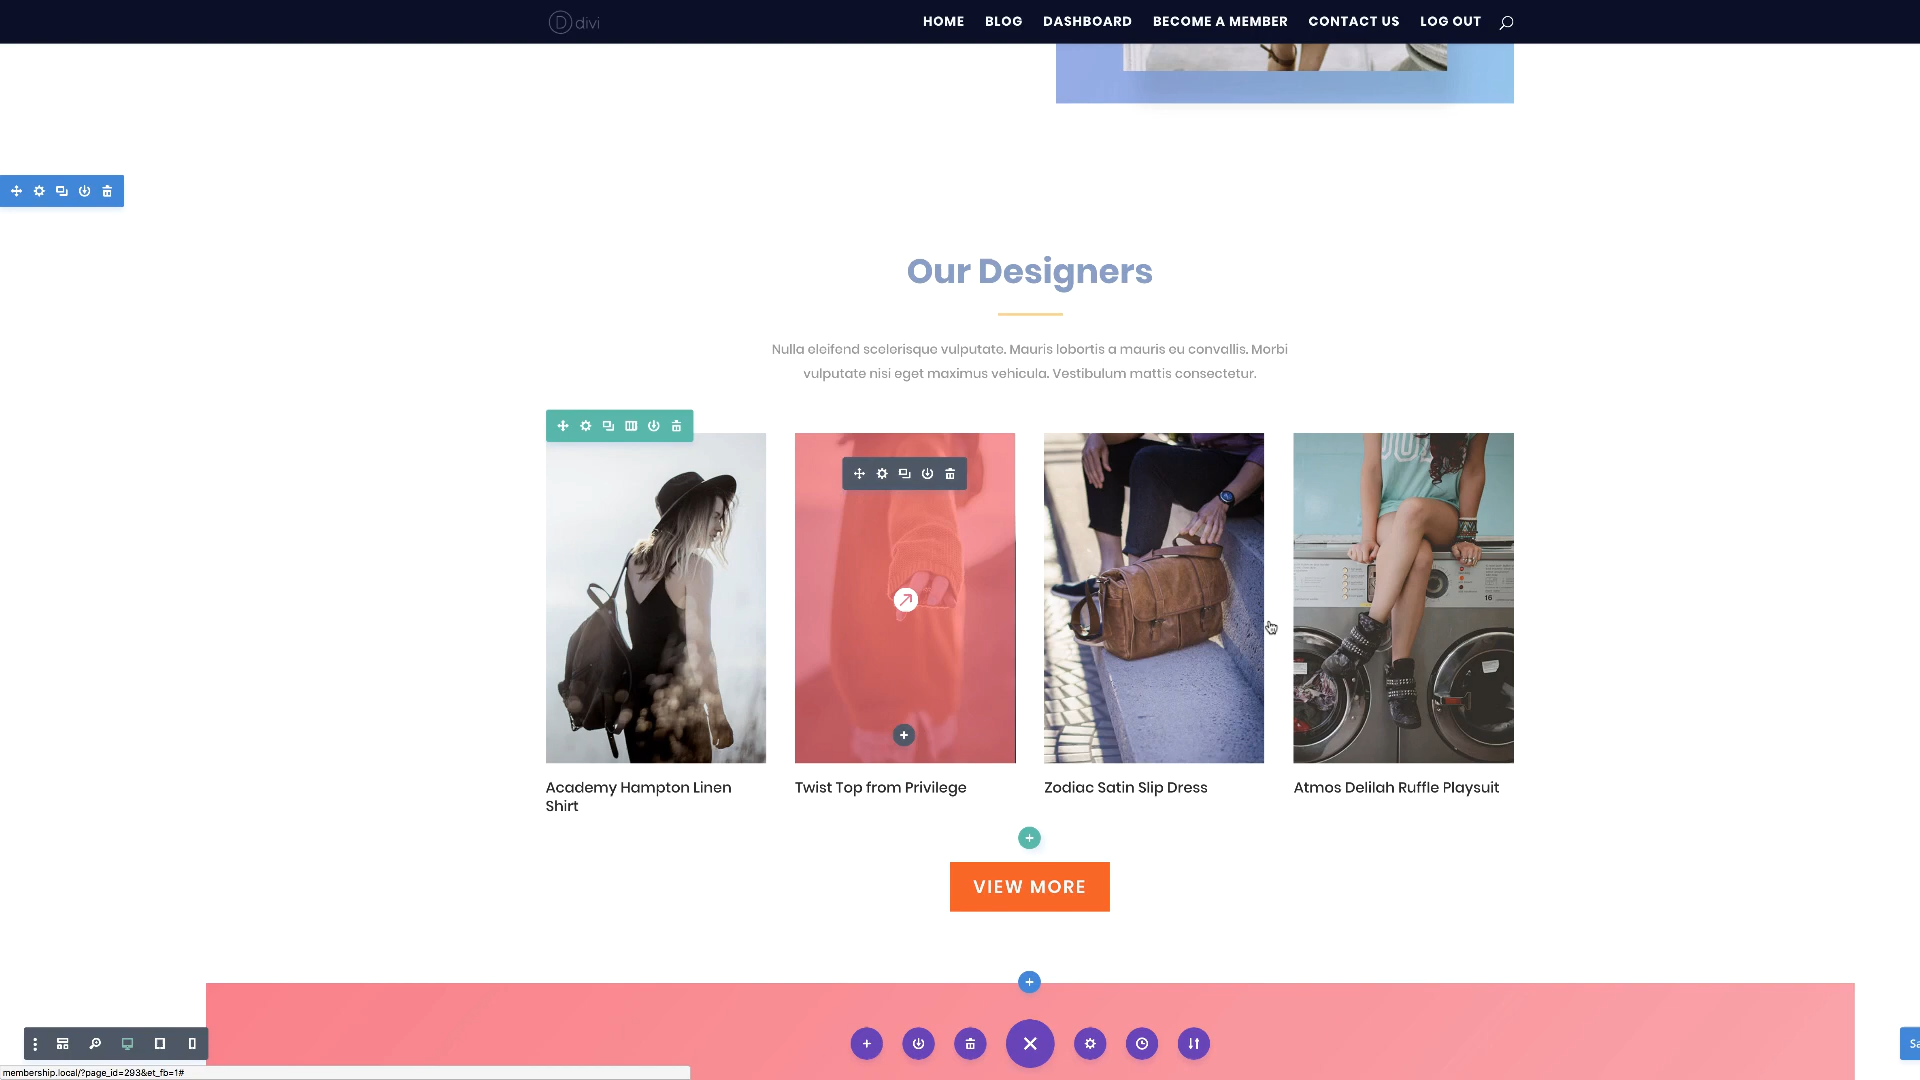 divi
HOME BLOG DASHBOARD BECOME A MEMBER CONTACT US LOG OUT
Our Designers
Nulla eleifend scelerisque vulputate. Mauris lobortis a mauris eu convallis. Morbi
vulputate nisi eget maximus vehicula. Vestibulum mattis consectetur.
Academy Hampton Linen
Shirt
Twist Top from Privilege
Zodiac Satin Slip Dress
Atmos Delilah Ruffle Playsuit
VIEW MORE
Sa
membership.local/?page_id=293&et_fb=1#